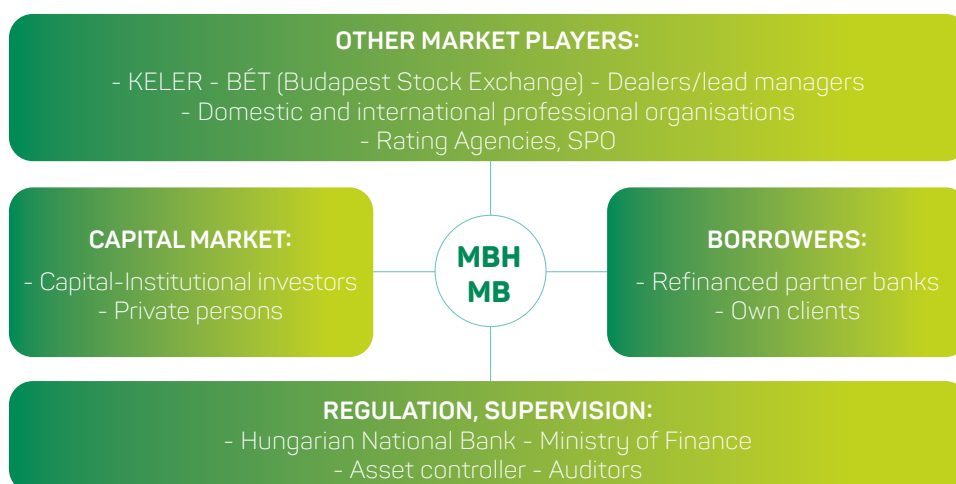 OTHER MARKET PLAYERS:
- KELER - BÉT (Budapest Stock Exchange) - Dealers/lead managers
- Domestic and international professional organisations
- Rating Agencies, SPO
CAPITAL MARKET:
- Capital-Institutional investors
- Private persons
MBH
MB
BORROWERS:
- Refinanced partner banks
- Own clients
REGULATION, SUPERVISION:
- Hungarian National Bank - Ministry of Finance
- Asset controller - Auditors